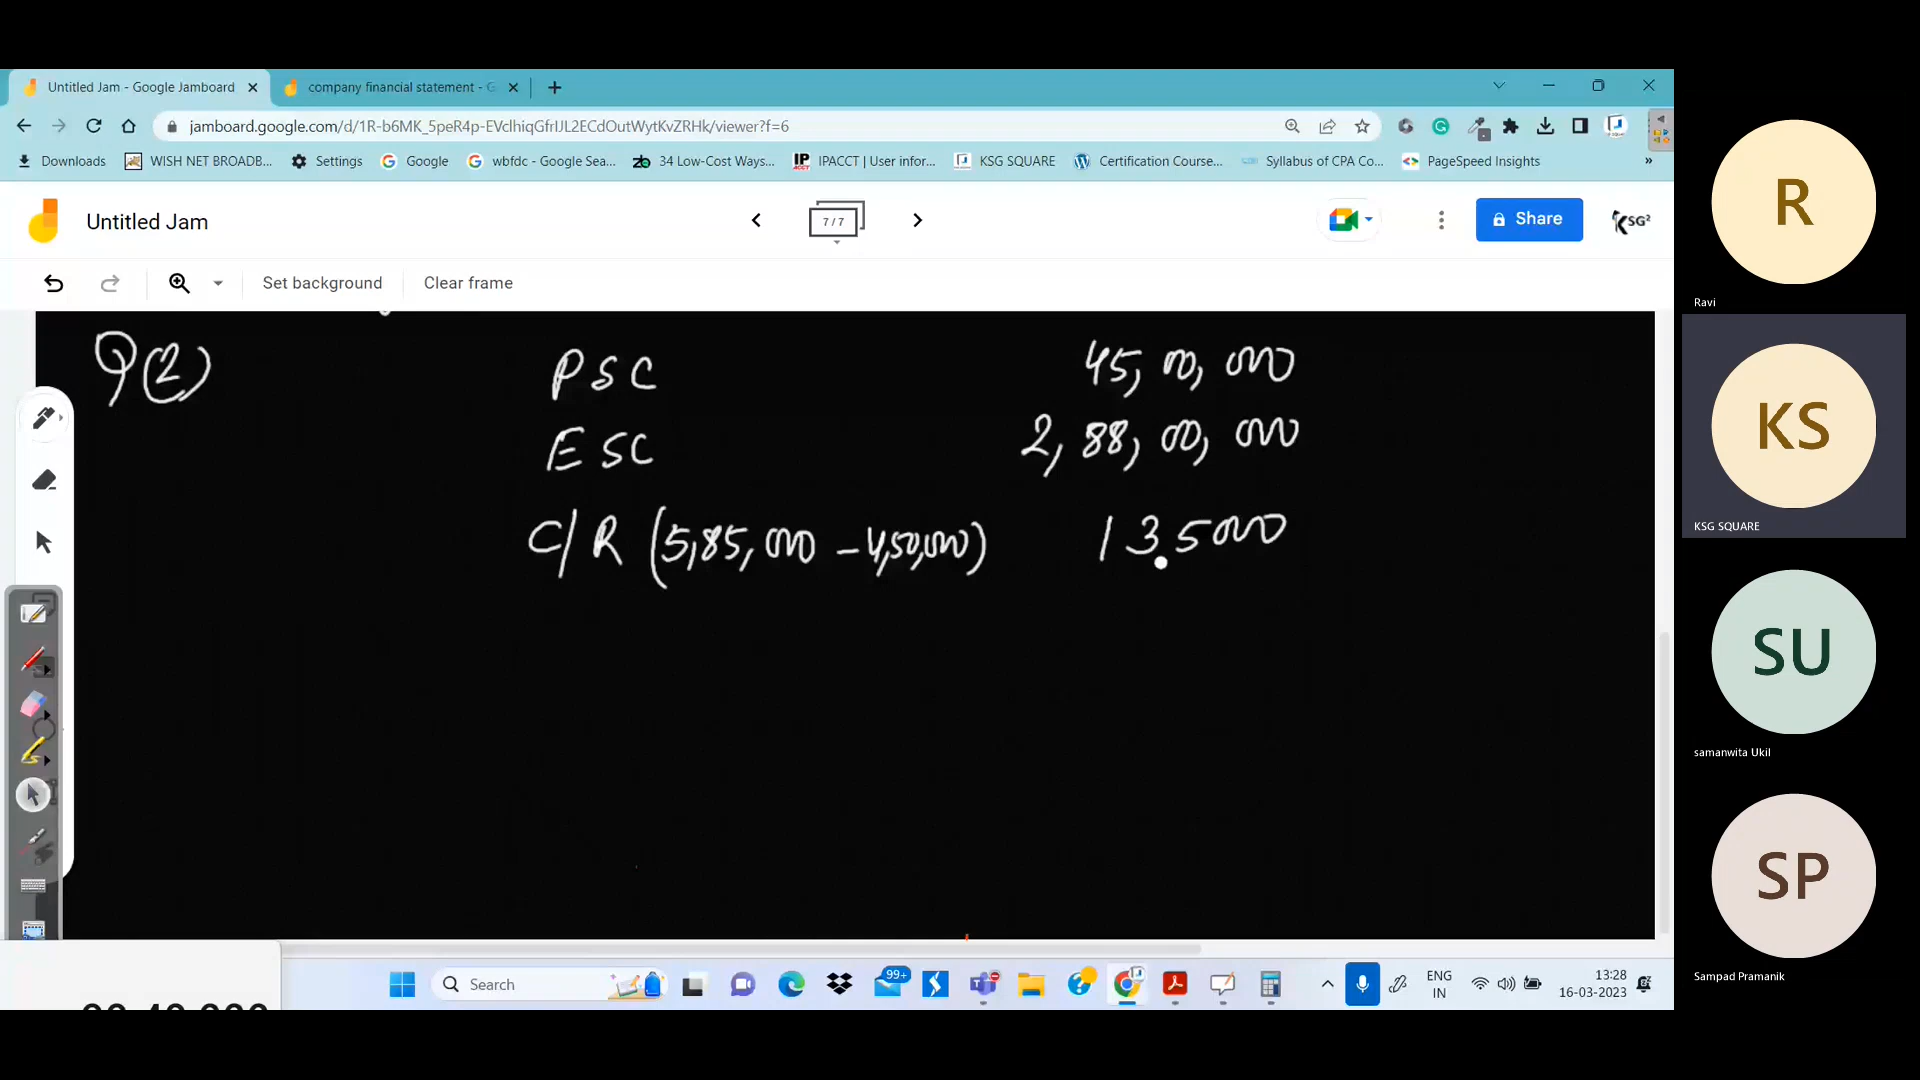 Untitled Jam - Google Jamboard
company financial statement - G
jamboard.google.com/d/1R-b6MK_5peR4p-EVclhiqGfrIJL2ECdOutWytKvZRHk/viewer?f=6
Downloads WISH NET BROADB... Settings Google wbfdc - Google Sea... 34 Low-Cost Ways... IPACCT | User infor... KSG SQUARE Certification Course... Syllabus of CPA Co... PageSpeed Insights »
Untitled Jam
7 / 7
Share
KSG²
Set background
Clear frame
Q(2)
PSC 45,00,000
ESC 2,88,00,000
C/R (5,85,000 - 4,50,000) 135000
Search
99+
ENG
IN
13:28
16-03-2023
R
Ravi
KS
KSG SQUARE
SU
samanwita Ukil
SP
Sampad Pramanik